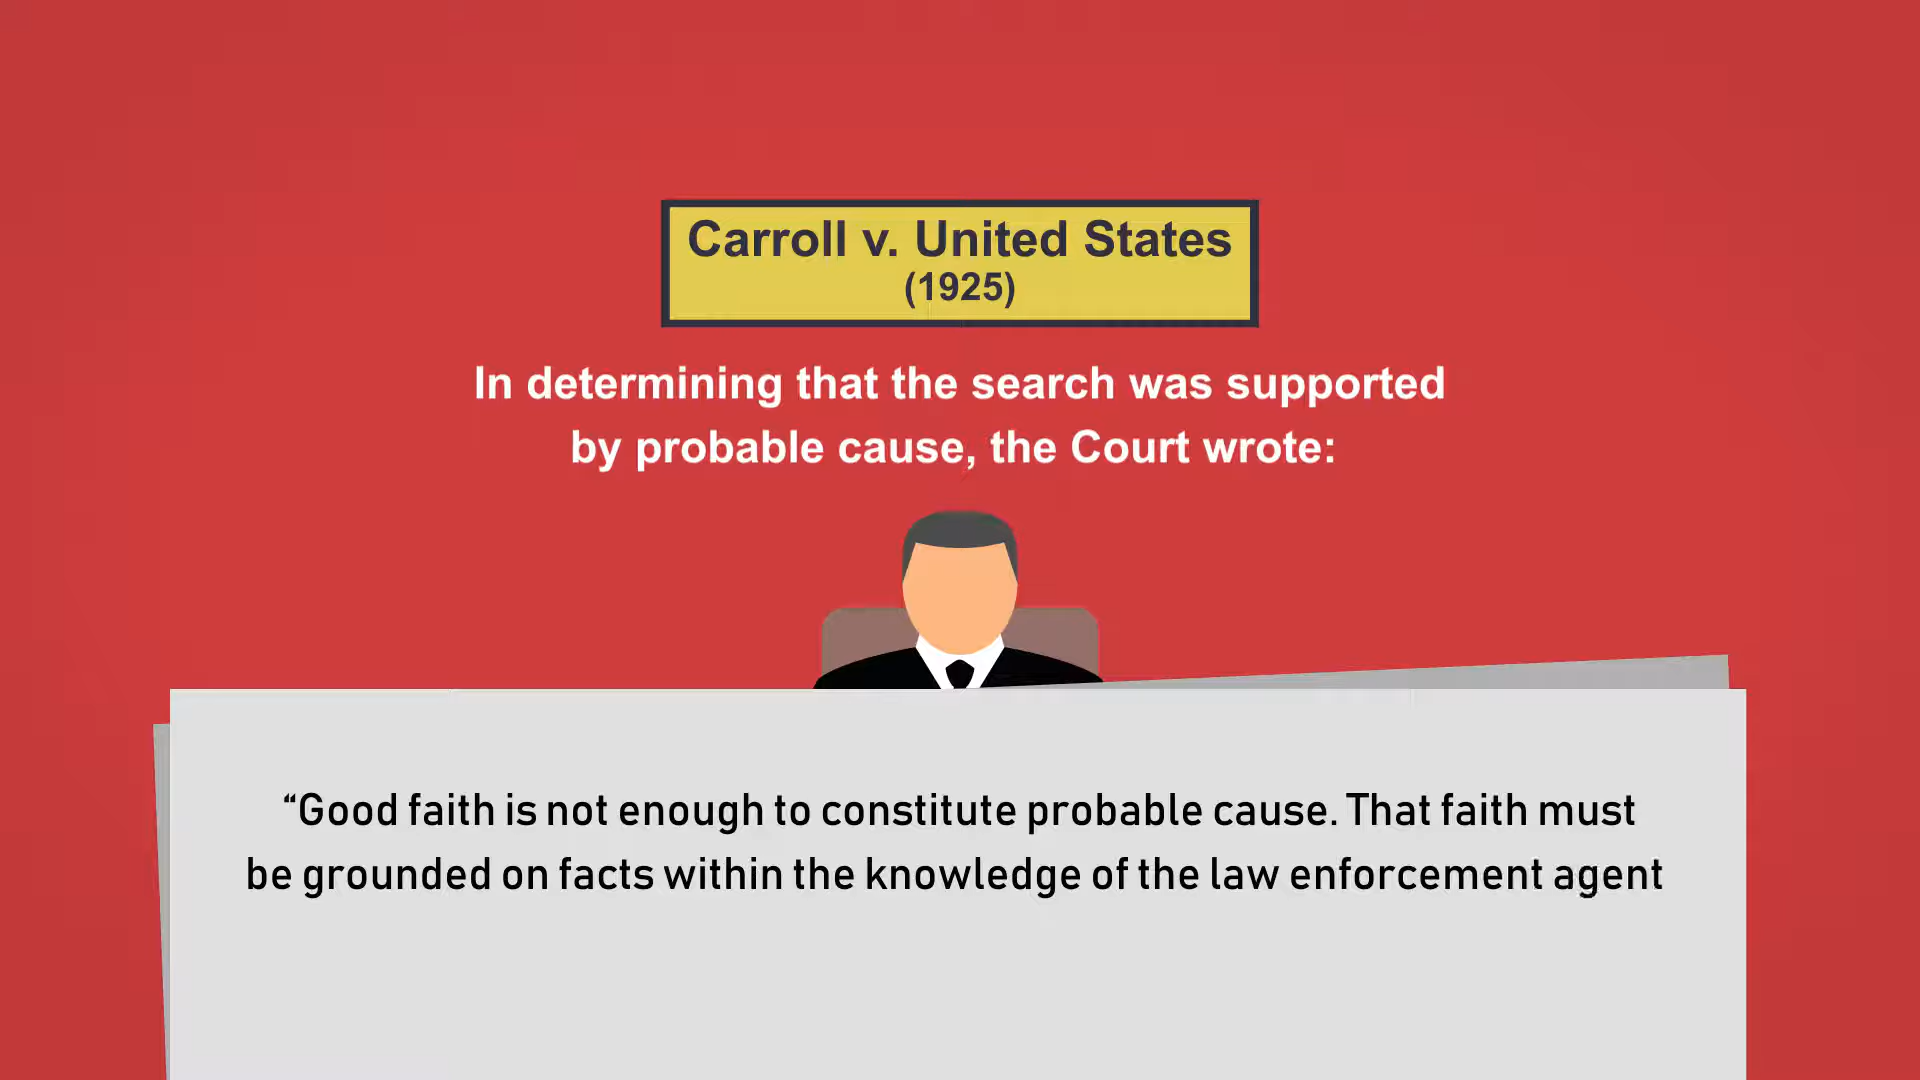 Carroll v. United States
(1925)
In determining that the search was supported
by probable cause, the Court wrote:
“Good faith is not enough to constitute probable cause. That faith must
be grounded on facts within the knowledge of the law enforcement agent